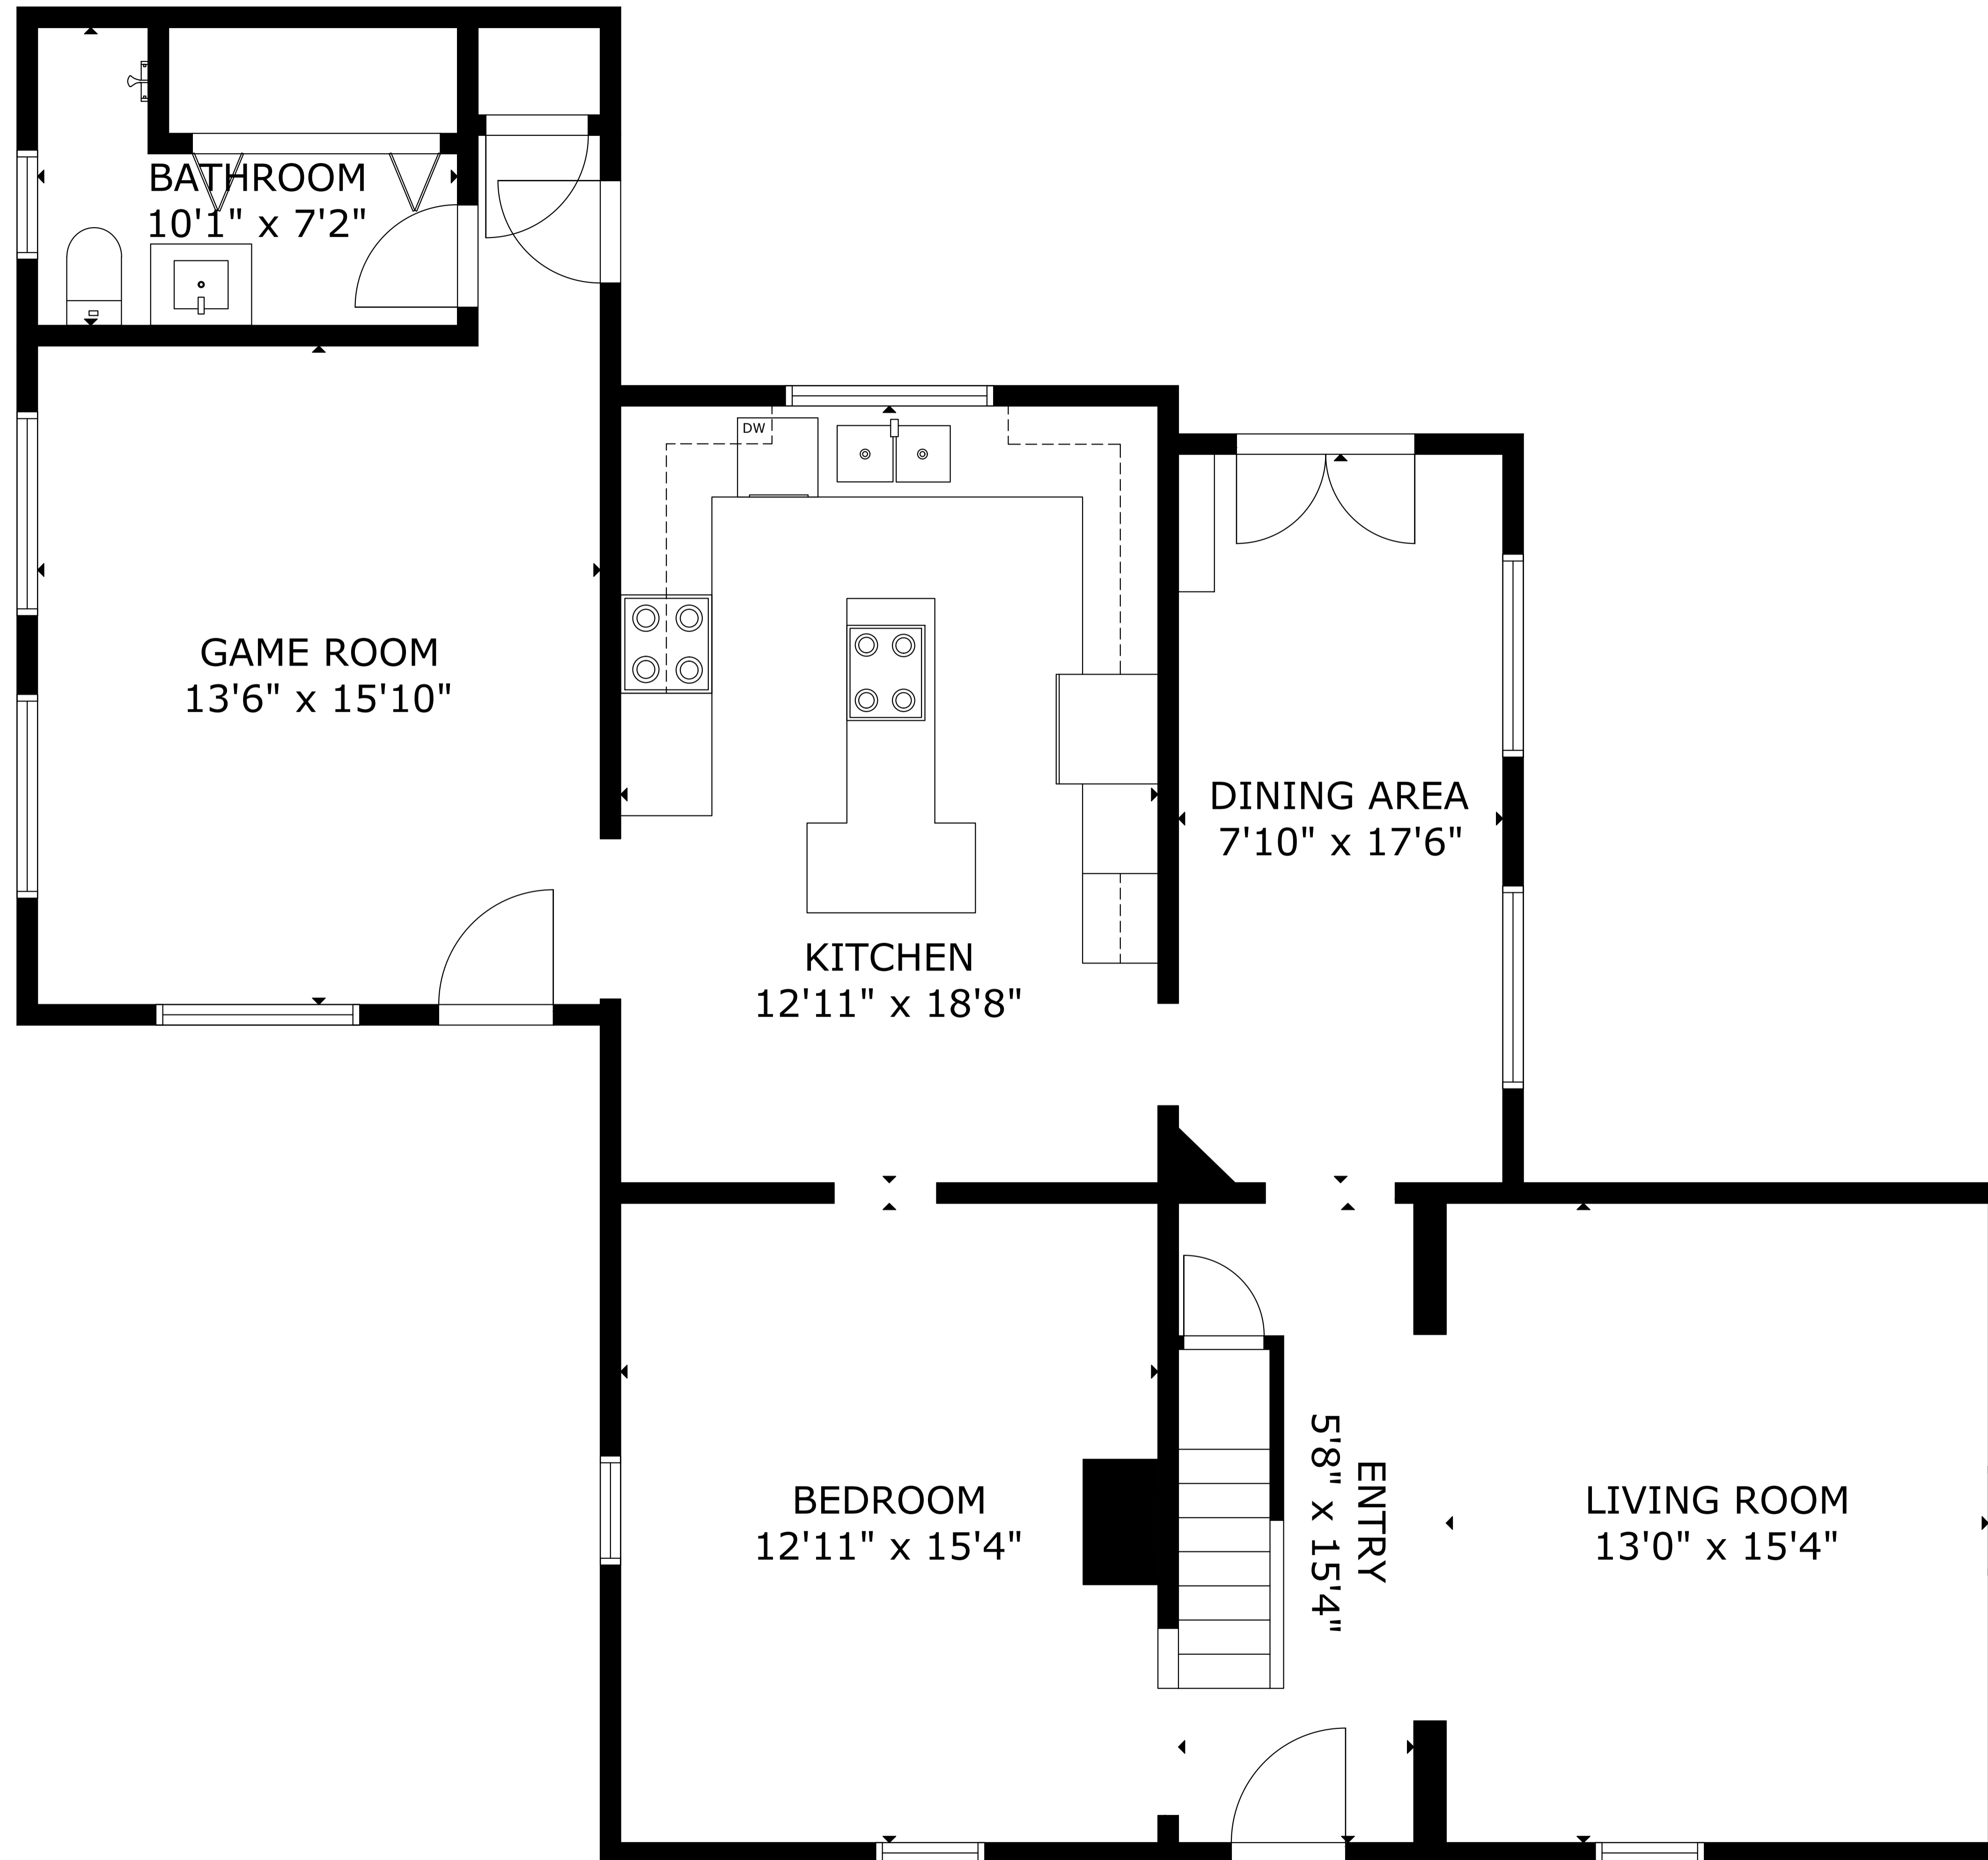 BATHROOM
10'1" x 7'2"
DW
GAME ROOM
13'6" x 15'10"
DINING AREA
7'10" x 17'6"
KITCHEN
12'11" x 18'8"
BEDROOM
12'11" x 15'4"
ENTRY
5'8" x 15'4"
LIVING ROOM
13'0" x 15'4"